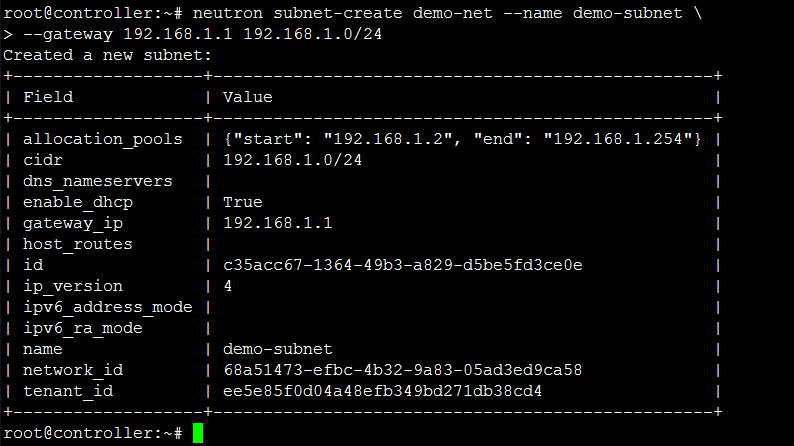 root@controller:~# neutron subnet-create demo-net --name demo-subnet \
> --gateway 192.168.1.1 192.168.1.0/24
Created a new subnet:
+-------------------+------------------------------------------------+
| Field             | Value                                          |
+-------------------+------------------------------------------------+
| allocation_pools  | {"start": "192.168.1.2", "end": "192.168.1.254"} |
| cidr              | 192.168.1.0/24                                 |
| dns_nameservers   |                                                |
| enable_dhcp       | True                                           |
| gateway_ip        | 192.168.1.1                                    |
| host_routes       |                                                |
| id                | c35acc67-1364-49b3-a829-d5be5fd3ce0e           |
| ip_version        | 4                                              |
| ipv6_address_mode |                                                |
| ipv6_ra_mode      |                                                |
| name              | demo-subnet                                    |
| network_id        | 68a51473-efbc-4b32-9a83-05ad3ed9ca58           |
| tenant_id         | ee5e85f0d04a48efb349bd271db38cd4               |
+-------------------+------------------------------------------------+
root@controller:~#